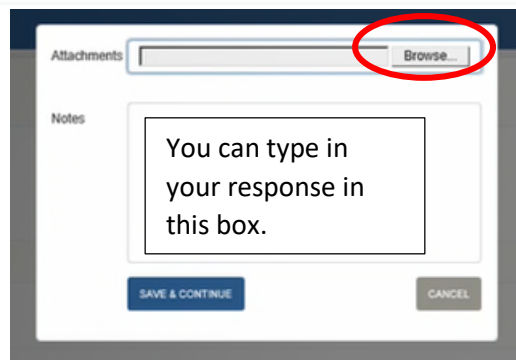 Attachments Browse...
Notes
You can type in
your response in
this box.
SAVE & CONTINUE CANCEL